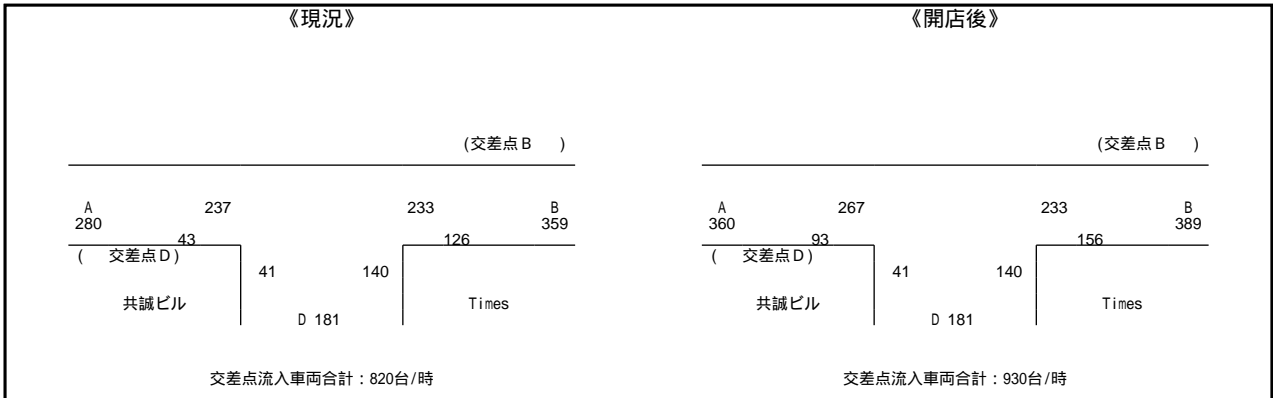 《現況》
(交差点B　)
A 237 233 B
280 359
43 126
(　交差点D)
41 140
共誠ビル Times
D 181
交差点流入車両合計：820台/時
《開店後》
(交差点B　)
A 267 233 B
360 389
93 156
(　交差点D)
41 140
共誠ビル Times
D 181
交差点流入車両合計：930台/時